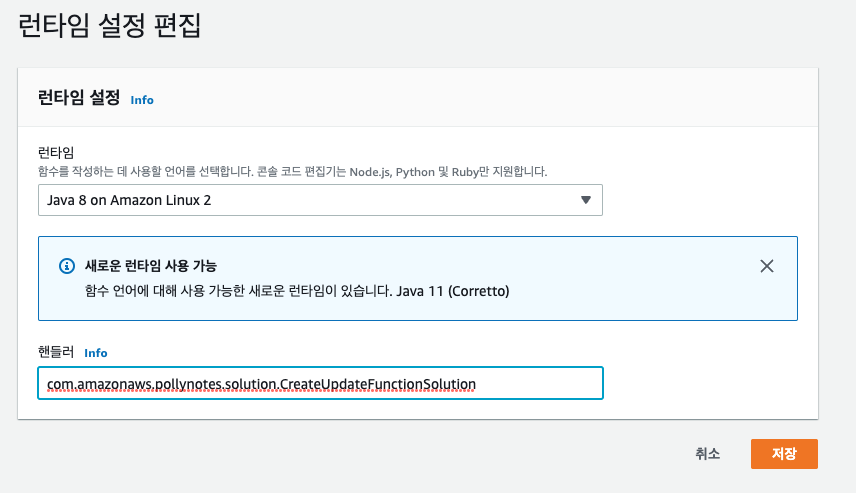 런타임 설정 편집
런타임 설정 Info
런타임
함수를 작성하는 데 사용할 언어를 선택합니다. 콘솔 코드 편집기는 Node.js, Python 및 Ruby만 지원합니다.
Java 8 on Amazon Linux 2
새로운 런타임 사용 가능
함수 언어에 대해 사용 가능한 새로운 런타임이 있습니다. Java 11 (Corretto)
핸들러 Info
com.amazonaws.pollynotes.solution.CreateUpdateFunctionSolution
취소 저장